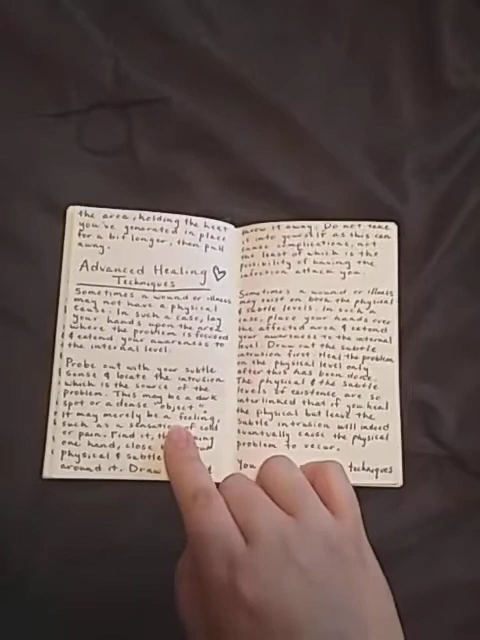 the area, holding the heat
you've generated in place
for a bit longer, then pull
away.
Advanced Healing
Techniques
Sometimes a wound or illness
may not have a physical
cause. In such a case, lay
your hands upon the area
where the problem is focused
& extend your awareness to
the internal level.
Probe out with your subtle
sense & locate the intrusion
which is the source of the
problem. This may be a dark
spot or a dense "object".
It may merely be a feeling,
such as a sensation of cold
or pain. Find it, then
one hand, close
physical & subtle
around it. Draw
throw it away. Do not take
it into yourself as this can
cause complications, not
the least of which is the
possibility of having the
intrusion attack you.
Sometimes a wound or illness
may exist on both the physical
& subtle levels. In such a
case, place your hands over
the affected area & extend
your awareness to the internal
level. Draw out the subtle
intrusion first. Heal the problem
on the physical level only
after this has been done.
The physical & the subtle
levels of existence are so
interlinked that if you heal
the physical but leave the
subtle intrusion will indeed
eventually cause the physical
problem to recur.
You techniques